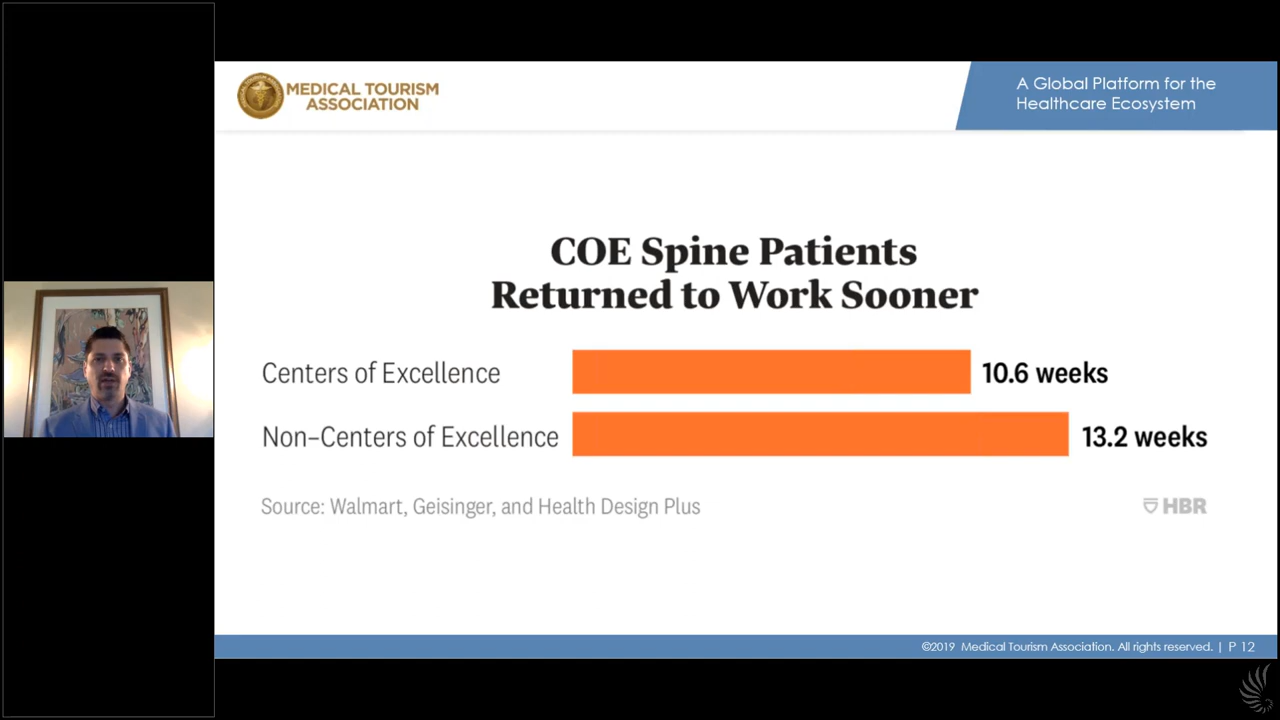 MEDICAL TOURISM
ASSOCIATION
A Global Platform for the
Healthcare Ecosystem
COE Spine Patients
Returned to Work Sooner
Centers of Excellence
10.6 weeks
Non-Centers of Excellence
13.2 weeks
Source: Walmart, Geisinger, and Health Design Plus
HBR
©2019 Medical Tourism Association. All rights reserved. | P 12